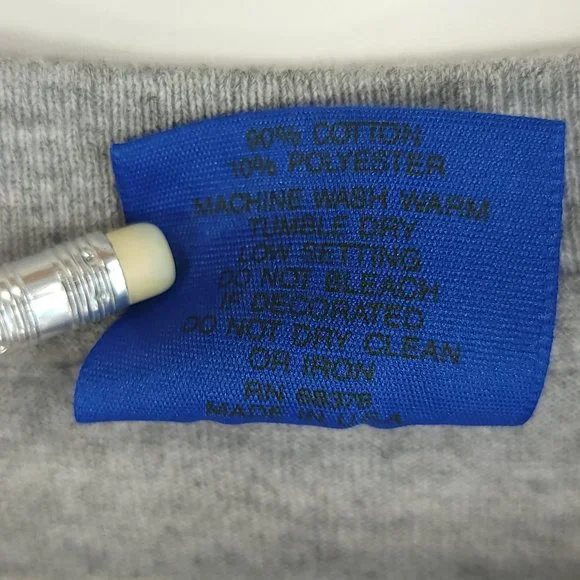 90% COTTON
10% POLYESTER
MACHINE WASH WARM
TUMBLE DRY
LOW SETTING
DO NOT BLEACH
IF DECORATED
DO NOT DRY CLEAN
OR IRON
RN 68378
MADE IN U.S.A.